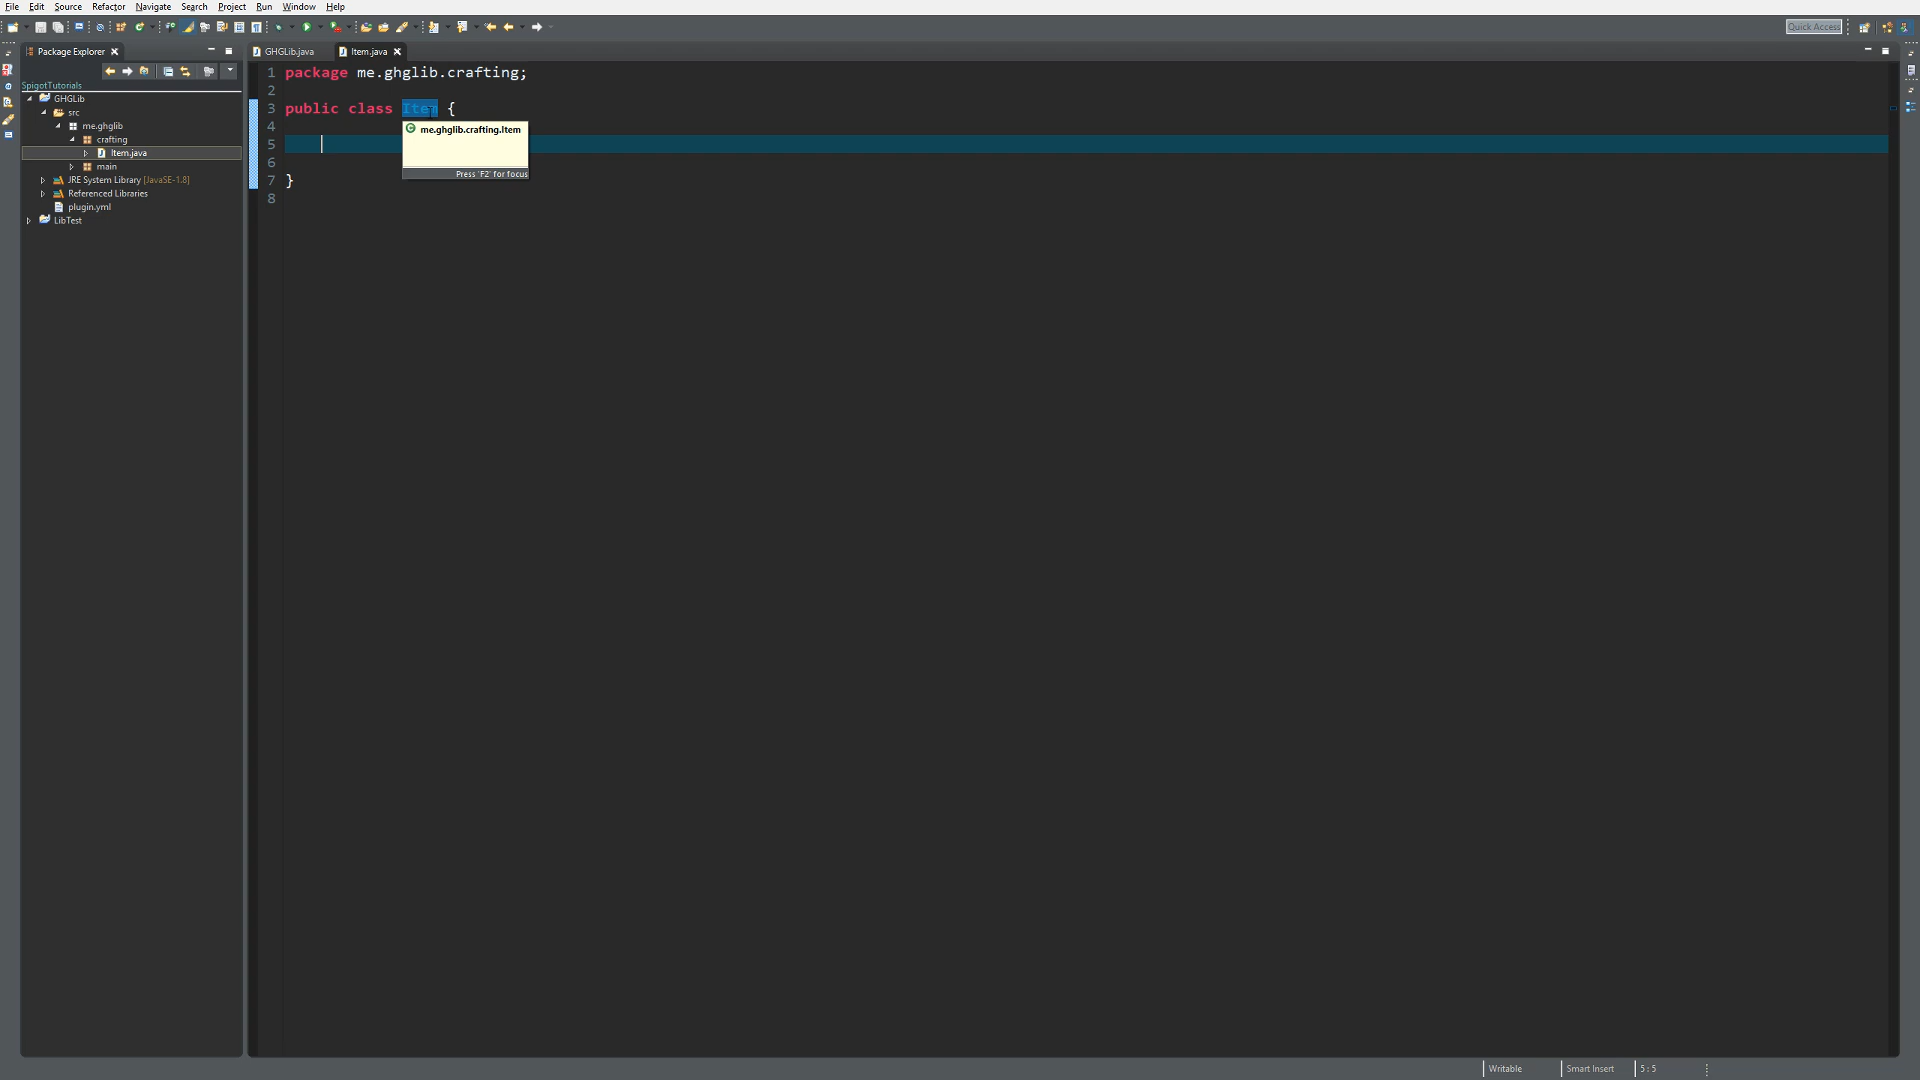 File Edit Source Refactor Navigate Search Project Run Window Help
Quick Access
Package Explorer
GHGLib.java Item.java
SpigotTutorials
GHGLib
src
me.ghglib
crafting
Item.java
main
JRE System Library [JavaSE-1.8]
Referenced Libraries
plugin.yml
LibTest
1 package me.ghglib.crafting;
2
3 public class Item {
4
5
6
7 }
8
me.ghglib.crafting.Item
Press 'F2' for focus
Writable Smart Insert 5 : 5